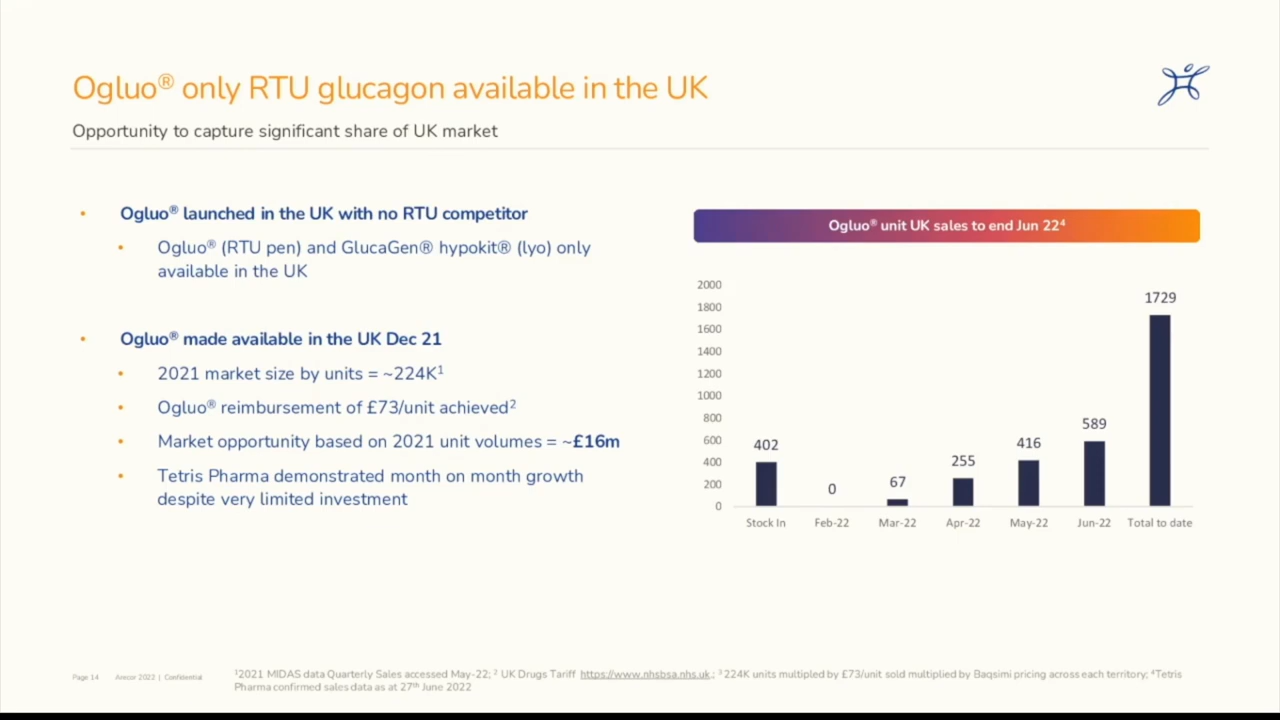 Ogluo® only RTU glucagon available in the UK
Opportunity to capture significant share of UK market
• Ogluo® launched in the UK with no RTU competitor
• Ogluo® (RTU pen) and GlucaGen® hypokit® (lyo) only
available in the UK
• Ogluo® made available in the UK Dec 21
• 2021 market size by units = ~224K¹
• Ogluo® reimbursement of £73/unit achieved²
• Market opportunity based on 2021 unit volumes = ~£16m
• Tetris Pharma demonstrated month on month growth
despite very limited investment
Ogluo® unit UK sales to end Jun 22⁴
2000
1800
1600
1400
1200
1000
800
600
400
200
0
402
0
67
255
416
589
1729
Stock In
Feb-22
Mar-22
Apr-22
May-22
Jun-22
Total to date
Page 14
Arecor 2022 | Confidential
¹2021 MIDAS data Quarterly Sales accessed May-22; ² UK Drugs Tariff https://www.nhsbsa.nhs.uk,; ³ 224K units multipled by £73/unit sold multiplied by Baqsimi pricing across each territory; ⁴Tetris
Pharma confirmed sales data as at 27ᵗʰ June 2022